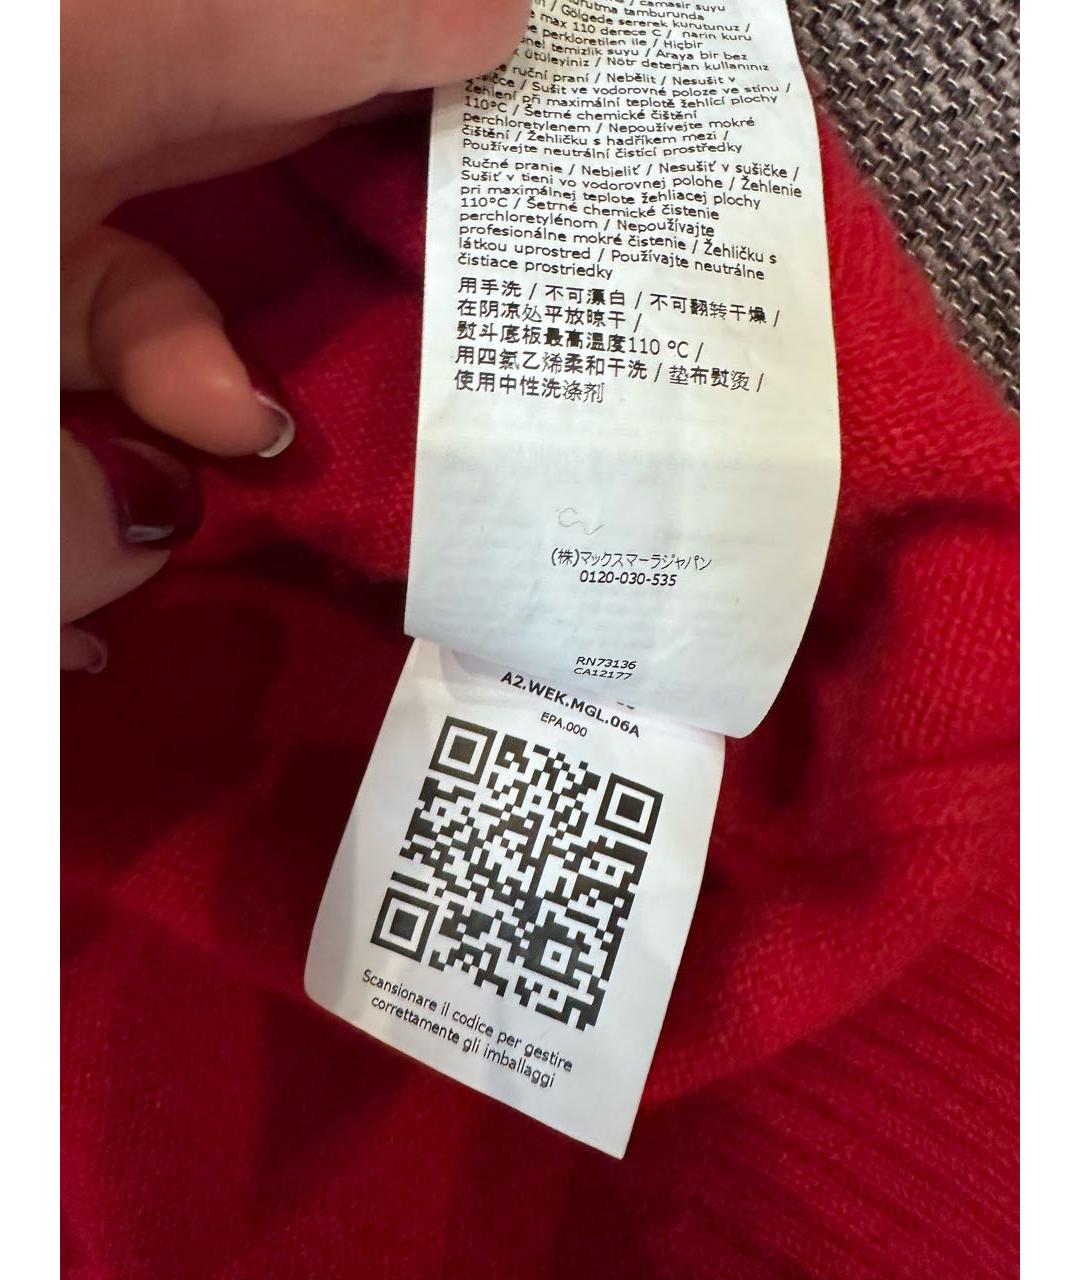 kurutma tamburunda
/ Gölgede sererek kurutunuz /
max 110 derece C / narin kuru
perkloretilen ile / Hiçbir
temizlik suyu / Araya bir bez
ütüleyiniz / Nötr deterjan kullanınız
ruční praní / Nebělit / Nesušit v
sušičce / Sušit ve vodorovné poloze ve stínu /
Žehlení při maximální teplotě žehlící plochy
110°C / Šetrné chemické čištění
perchloretylenem / Nepoužívejte mokré
čištění / Žehličku s hadříkem mezi /
Používejte neutrální čistící prostředky
Ručné pranie / Nebieliť / Nesušiť v sušičke /
Sušiť v tieni vo vodorovnej polohe / Žehlenie
pri maximálnej teplote žehliacej plochy
110°C / Šetrné chemické čistenie
perchloretylénom / Nepoužívajte
profesionálne mokré čistenie / Žehličku s
látkou uprostred / Používajte neutrálne
čistiace prostriedky
用手洗 / 不可漂白 / 不可翻转干燥 /
在阴凉处平放晾干 /
熨斗底板最高温度110 ºC /
用四氯乙烯柔和干洗 / 垫布熨烫 /
使用中性洗涤剂
(株)マックスマーラジャパン
0120-030-535
RN73136
CA12177
A2.WEK.MGL.06A
EPA.000
Scansionare il codice per gestire
correttamente gli imballaggi